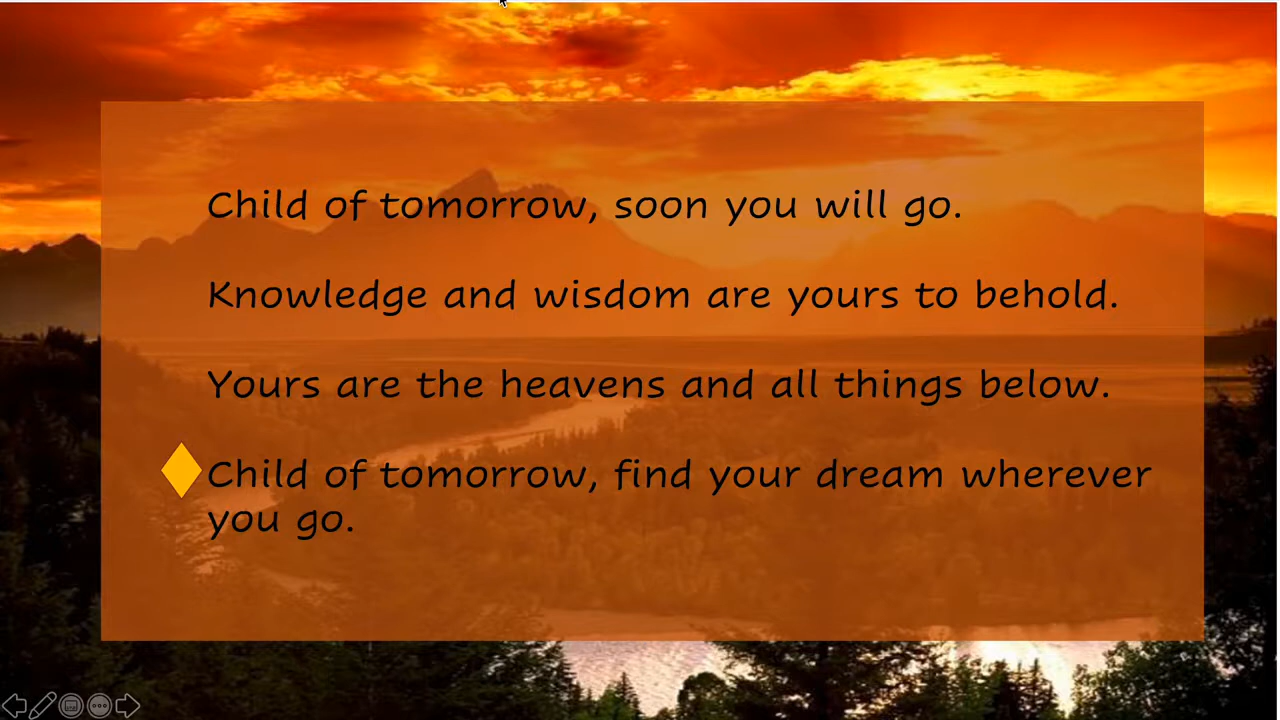 Child of tomorrow, soon you will go.
Knowledge and wisdom are yours to behold.
Yours are the heavens and all things below.
Child of tomorrow, find your dream wherever
you go.